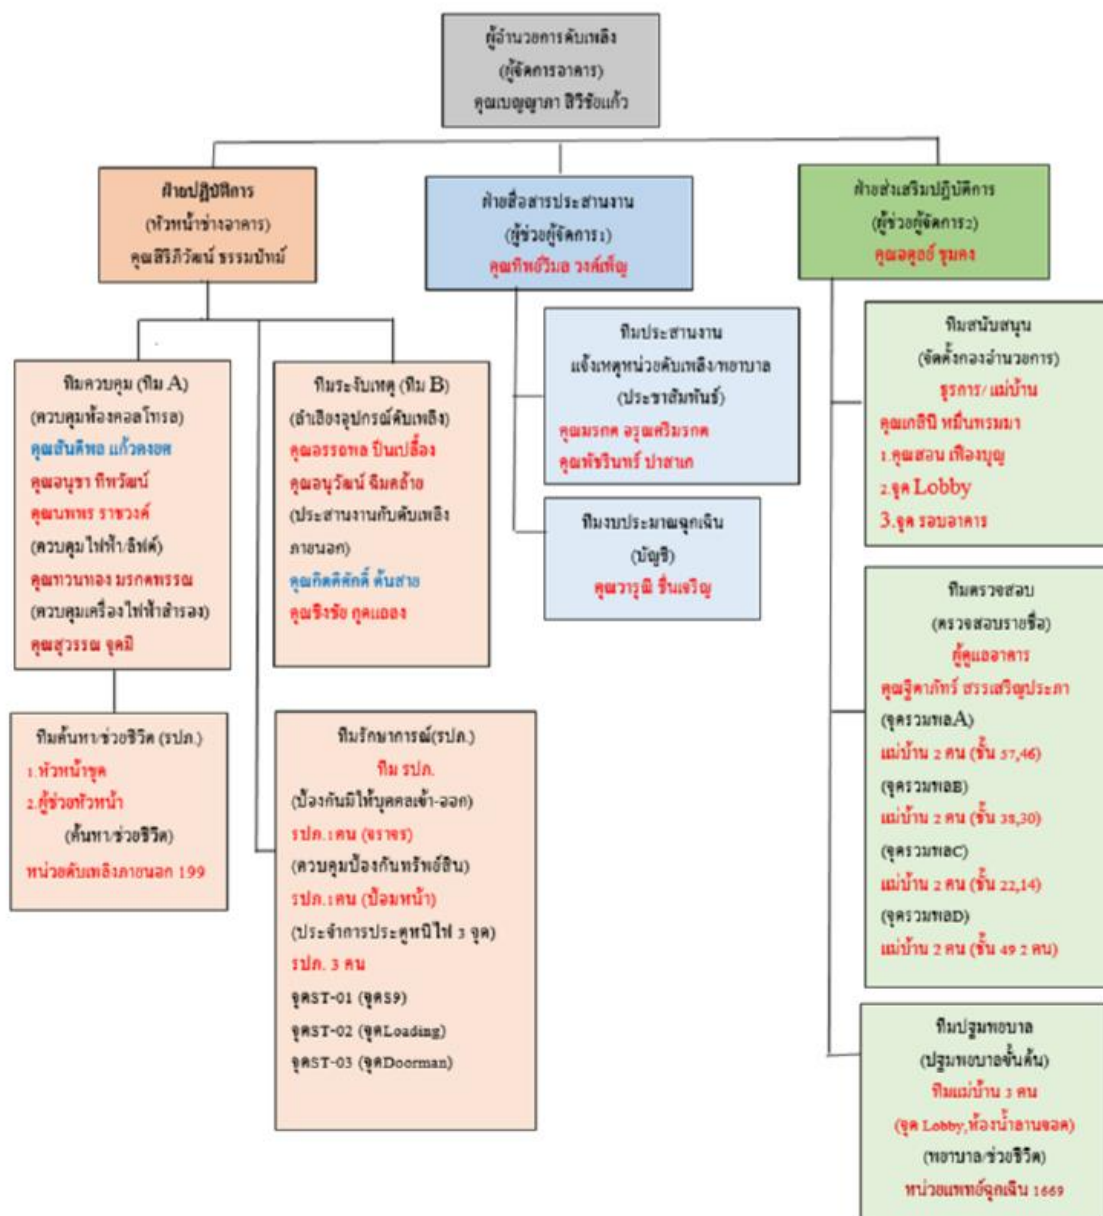 ผู้อำนวยการดับเพลิง
(ผู้จัดการอาคาร)
คุณเบญญาภา สิวิชัยแก้ว
ฝ่ายปฏิบัติการ
(หัวหน้าช่างอาคาร)
คุณสิริภิวัฒน์ ธรรมปัทม์
ฝ่ายสื่อสารประสานงาน
(ผู้ช่วยผู้จัดการ1)
คุณทิพย์วิมล วงค์เพ็ญ
ฝ่ายส่งเสริมปฏิบัติการ
(ผู้ช่วยผู้จัดการ2)
คุณอดุลย์ ชุมคง
ทีมควบคุม (ทีม A)
(ควบคุมห้องคอลโทรล)
คุณสันติพล แก้วคงยศ
คุณอนุชา ทีพวัฒน์
คุณนพพร ราชวงค์
(ควบคุมไฟฟ้า/ลิฟต์)
คุณทวนทอง มรกตพรรณ
(ควบคุมเครื่องไฟฟ้าสำรอง)
คุณสุวรรณ จุดมี
ทีมระงับเหตุ (ทีม B)
(ลำเลียงอุปกรณ์ดับเพลิง)
คุณอรรถพล ปิ่นเปลื้อง
คุณอนุวัฒน์ ฉิมคล้าย
(ประสานงานกับดับเพลิง
ภายนอก)
คุณกิตติศักดิ์ ต้นสาย
คุณชิงชัย กุดแถลง
ทีมค้นหา/ช่วยชีวิต (รปภ.)
1.หัวหน้าชุด
2.ผู้ช่วยหัวหน้า
(ค้นหา/ช่วยชีวิต)
หน่วยดับเพลิงภายนอก 199
ทีมรักษาการณ์(รปภ.)
ทีม รปภ.
(ป้องกันมิให้บุคคลเข้า-ออก)
รปภ.1คน (จราจร)
(ควบคุมป้องกันทรัพย์สิน)
รปภ.1คน (ป้อมหน้า)
(ประจำการประตูหนีไฟ 3 จุด)
รปภ. 3 คน
จุดST-01 (จุดS9)
จุดST-02 (จุดLoading)
จุดST-03 (จุดDoorman)
ทีมประสานงาน
แจ้งเหตุหน่วยดับเพลิง/พยาบาล
(ประชาสัมพันธ์)
คุณมรกต อรุณศรีมรกต
คุณพัชรินทร์ ปาสาเก
ทีมงบประมาณฉุกเฉิน
(บัญชี)
คุณวารุณี ชื่นเจริญ
ทีมสนับสนุน
(จัดตั้งกองอำนวยการ)
ธุรการ/แม่บ้าน
คุณเกสินี หมื่นพรมมา
1.คุณสอน เฟืองบุญ
2.จุด Lobby
3.จุด รอบอาคาร
ทีมตรวจสอบ
(ตรวจสอบรายชื่อ)
ผู้ดูแลอาคาร
คุณฐิตาภัทร์ สรรเสริญประภา
(จุดรวมพลA)
แม่บ้าน 2 คน (ชั้น 57,46)
(จุดรวมพลB)
แม่บ้าน 2 คน (ชั้น 38,30)
(จุดรวมพลC)
แม่บ้าน 2 คน (ชั้น 22,14)
(จุดรวมพลD)
แม่บ้าน 2 คน (ชั้น 49 2 คน)
ทีมปฐมพยาบาล
(ปฐมพยาบาลขั้นต้น)
ทีมแม่บ้าน 3 คน
(จุด Lobby,ห้องน้ำลานจอด)
(พยาบาล/ช่วยชีวิต)
หน่วยแพทย์ฉุกเฉิน 1669